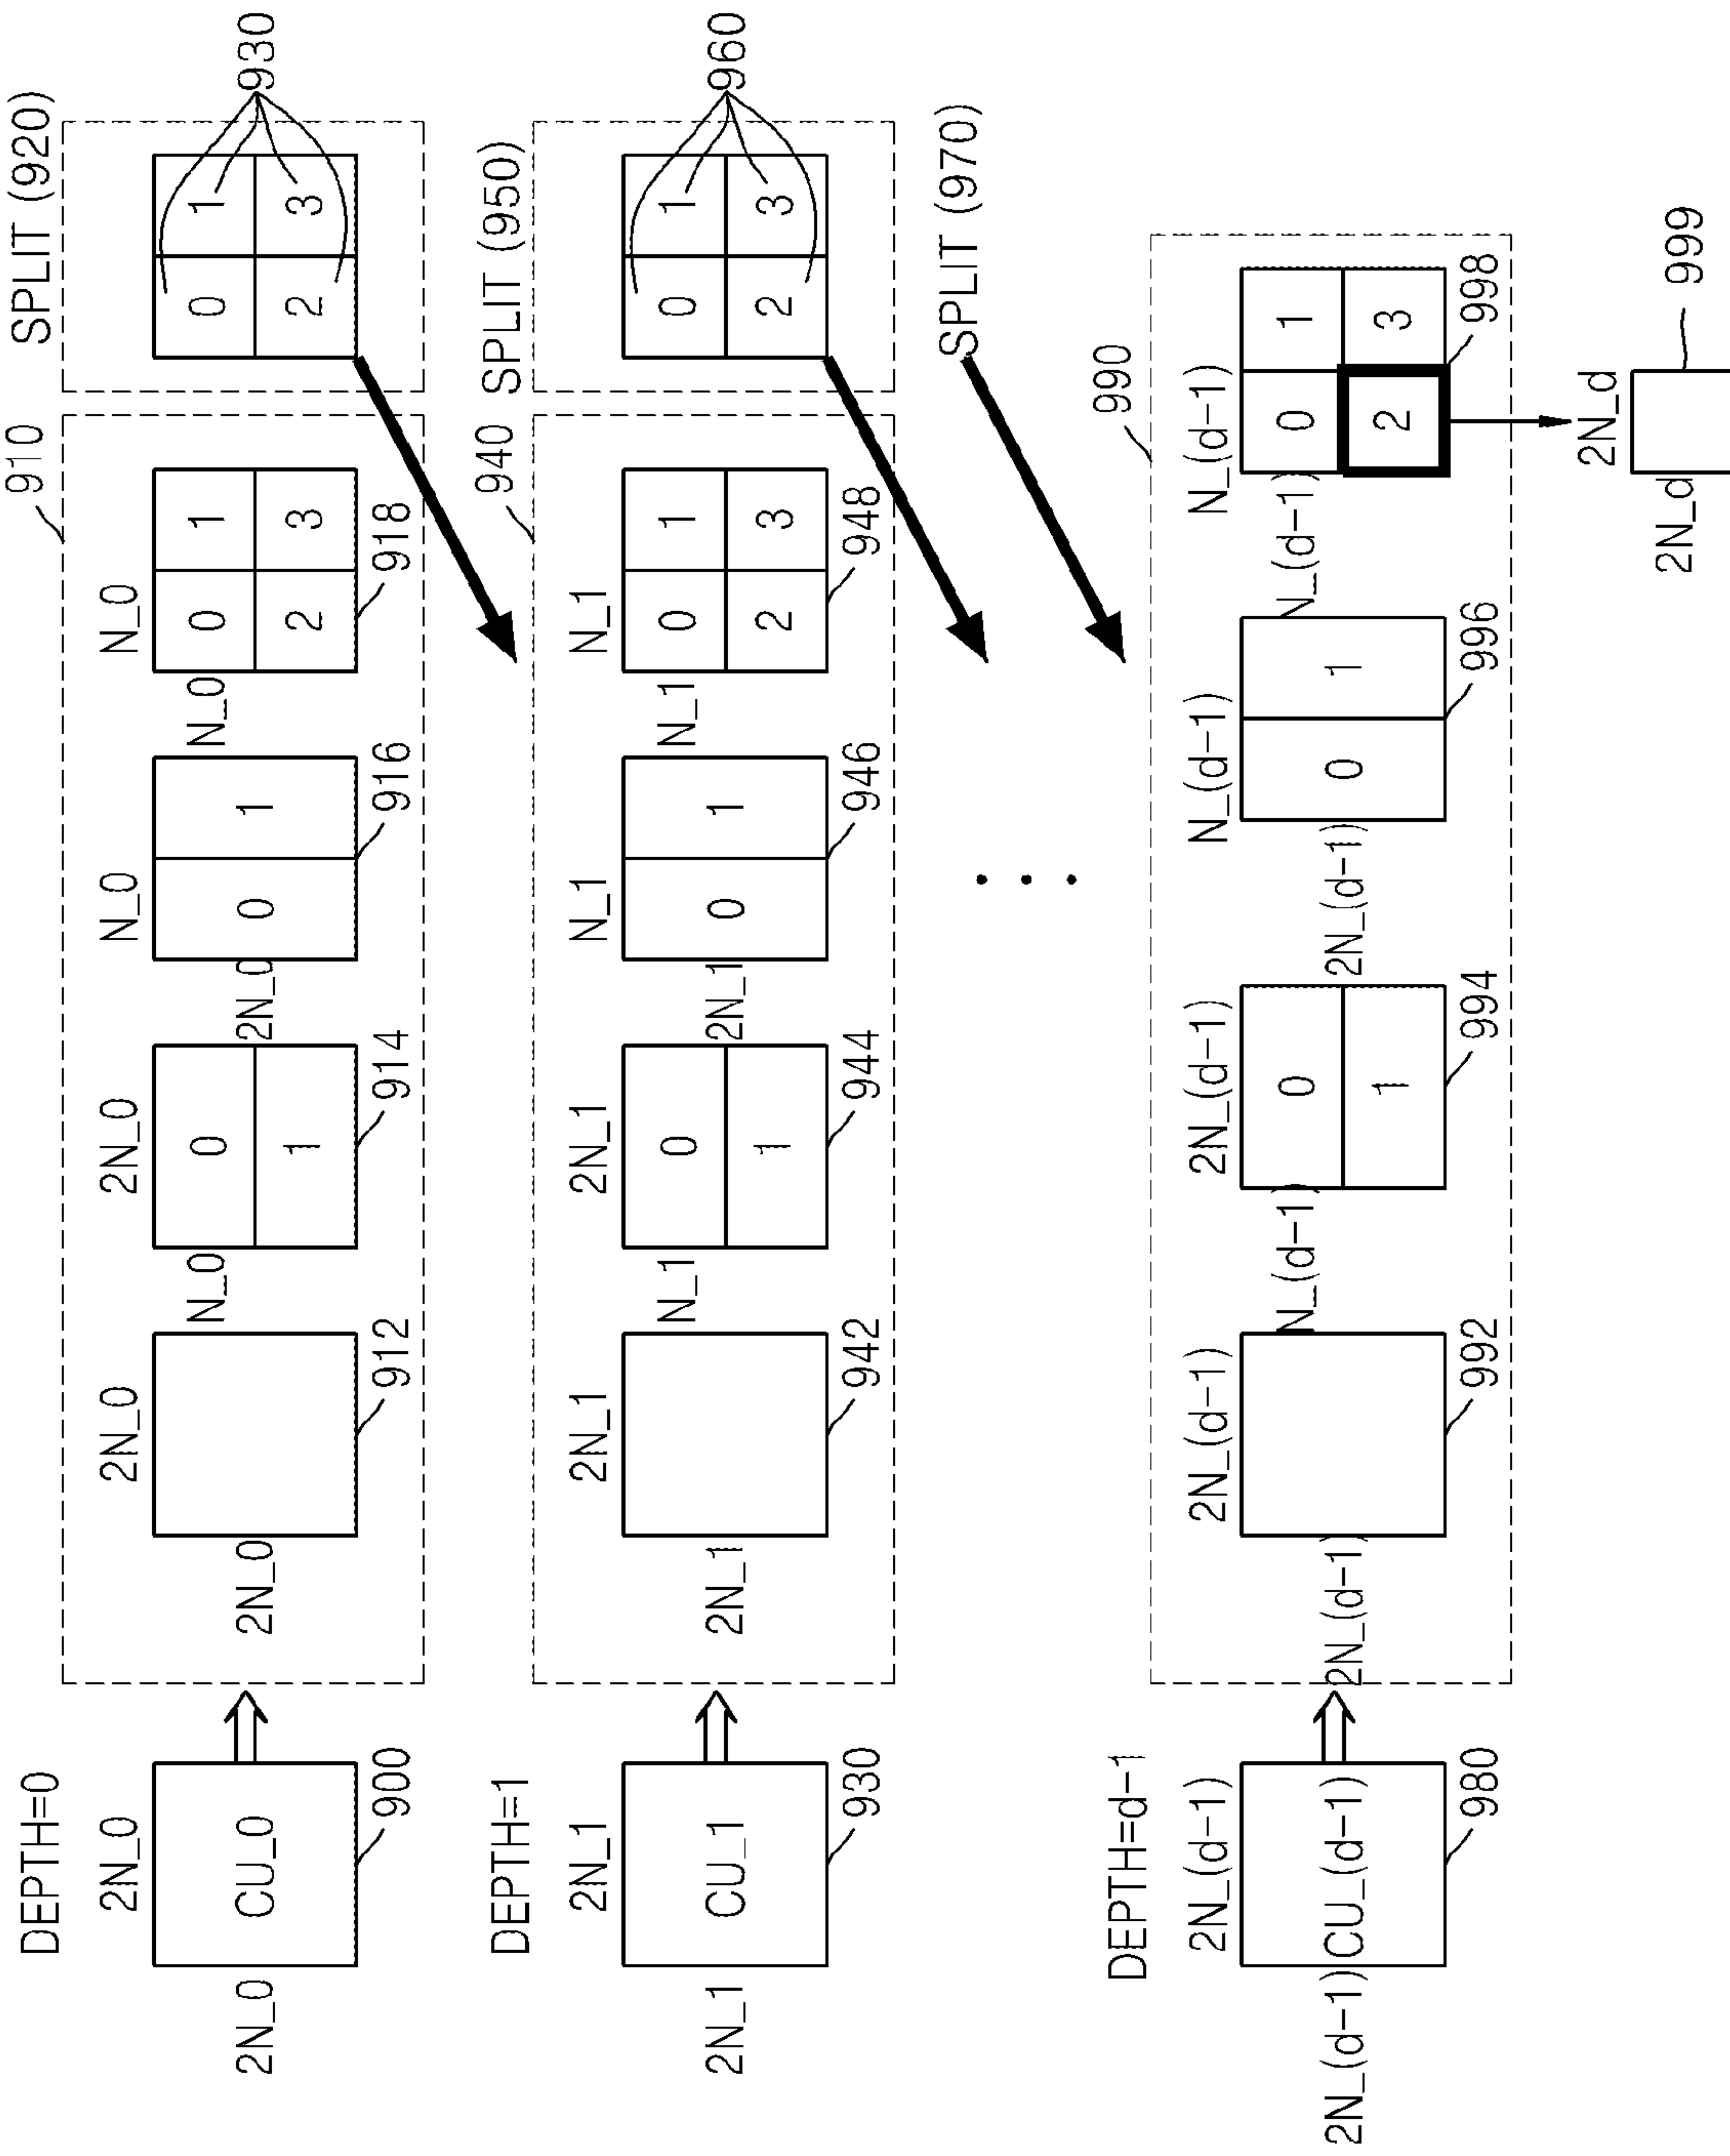 DEPTH=0
2N_0
2N_0
CU_0
900
910
2N_0
2N_0
912
2N_0
N_0
0
1
914
N_0
2N_0
0
1
916
N_0
N_0
0
1
2
3
918
SPLIT (920)
0
1
2
3
930
DEPTH=1
2N_1
2N_1
CU_1
930
940
2N_1
2N_1
942
2N_1
N_1
0
1
944
N_1
2N_1
0
1
946
N_1
N_1
0
1
2
3
948
SPLIT (950)
0
1
2
3
960
SPLIT (970)
DEPTH=d-1
2N_(d-1)
2N_(d-1)
CU_(d-1)
980
990
2N_(d-1)
2N_(d-1)
992
2N_(d-1)
N_(d-1)
0
1
994
N_(d-1)
2N_(d-1)
0
1
996
N_(d-1)
N_(d-1)
0
1
2
3
998
2N_d
2N_d
999